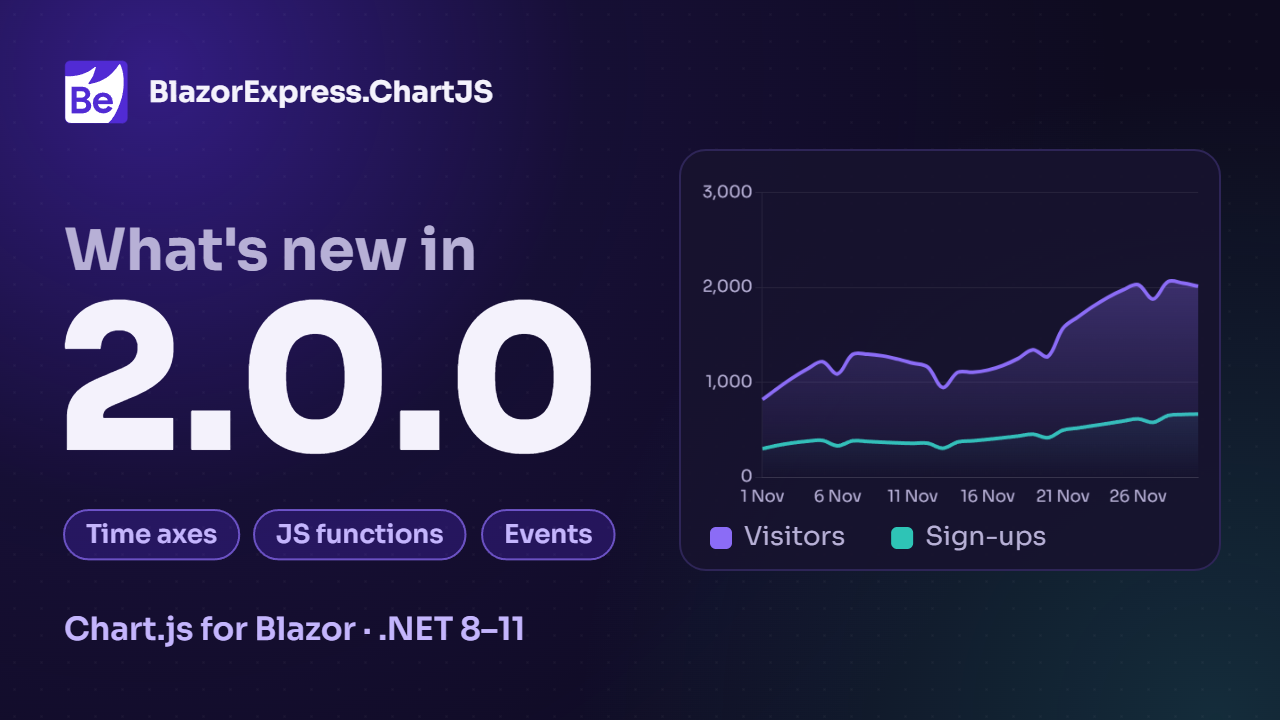 Be
BlazorExpress.ChartJS
What's new in
2.0.0
Time axes
JS functions
Events
Chart.js for Blazor · .NET 8–11
3,000
2,000
1,000
0
1 Nov 6 Nov 11 Nov 16 Nov 21 Nov 26 Nov
Visitors Sign-ups